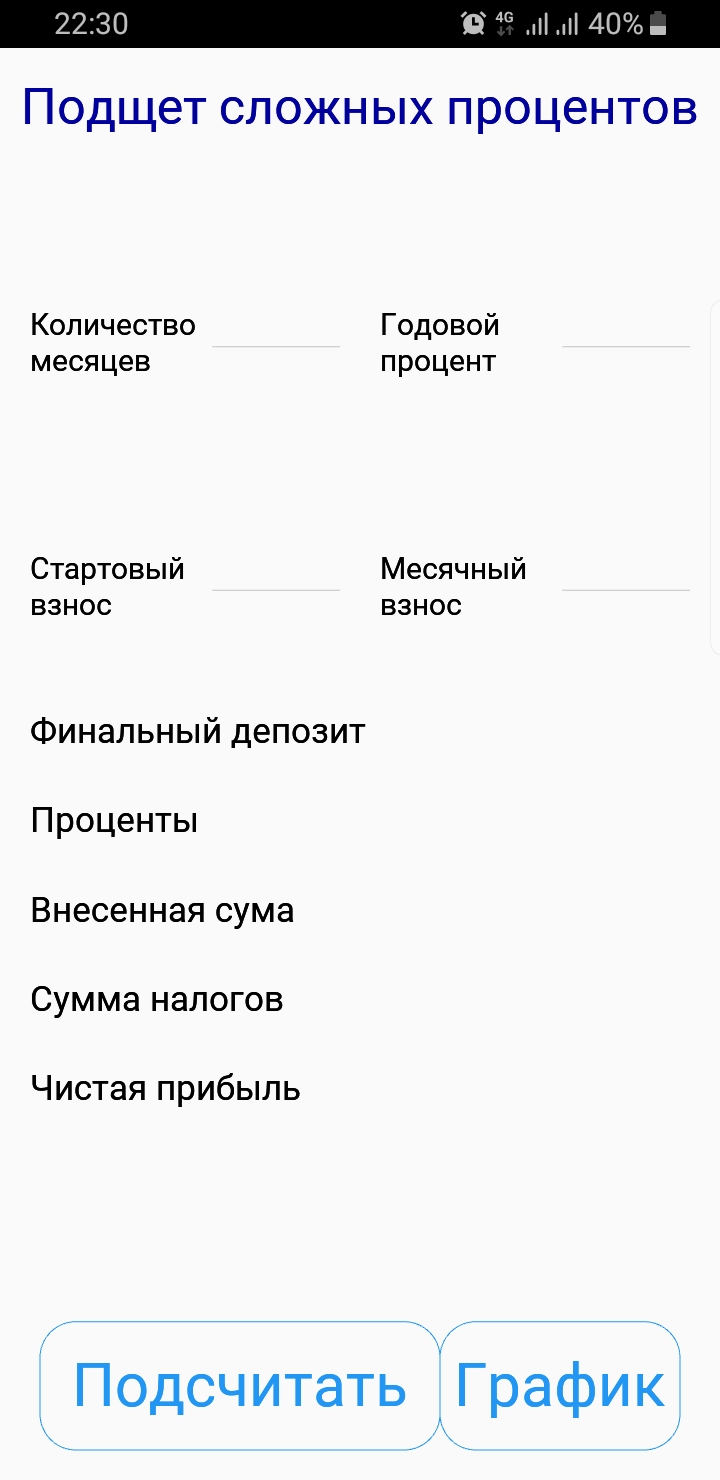 22:30 4G 40%
Подщет сложных процентов
Количество
месяцев
Годовой
процент
Стартовый
взнос
Месячный
взнос
Финальный депозит
Проценты
Внесенная сума
Сумма налогов
Чистая прибыль
Подсчитать
График